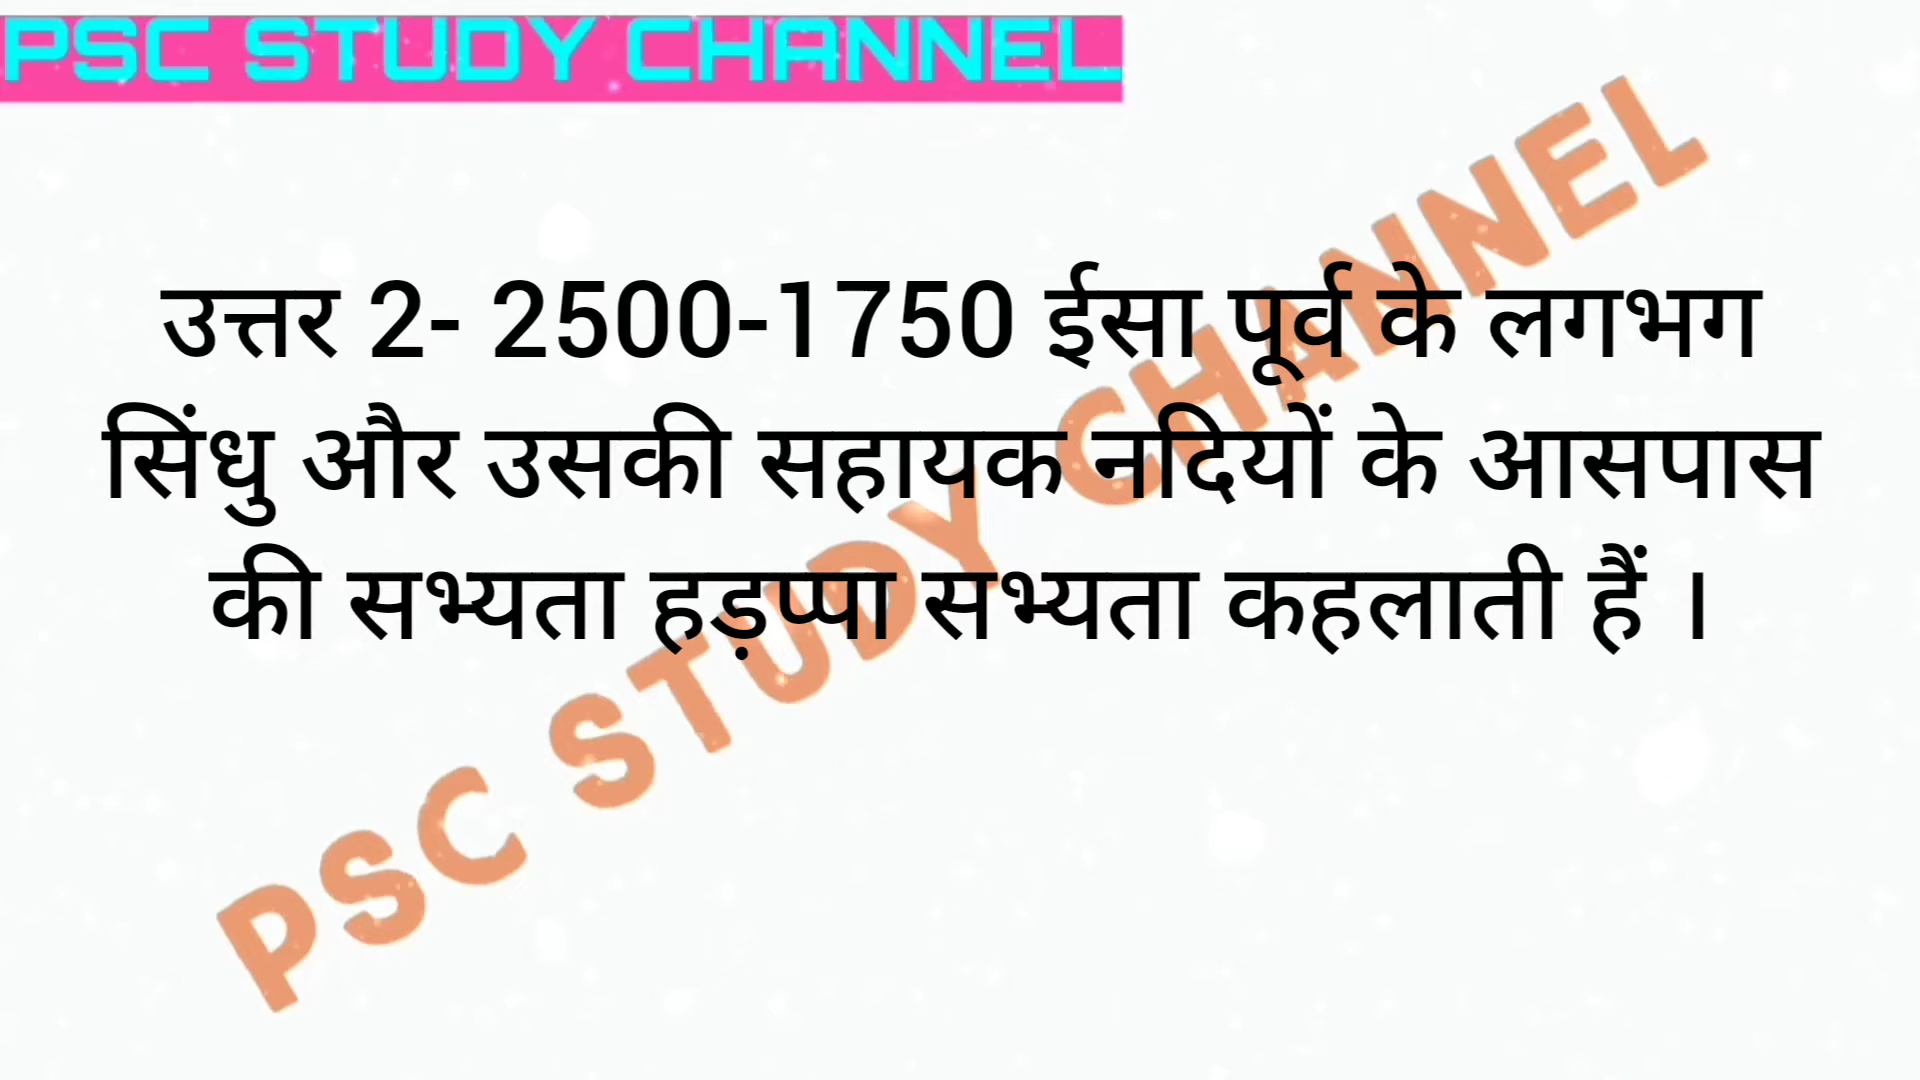 PSC STUDY CHANNEL
उत्तर 2- 2500-1750 ईसा पूर्व के लगभग
सिंधु और उसकी सहायक नदियों के आसपास
की सभ्यता हड़प्पा सभ्यता कहलाती हैं ।
PSC STUDY CHANNEL